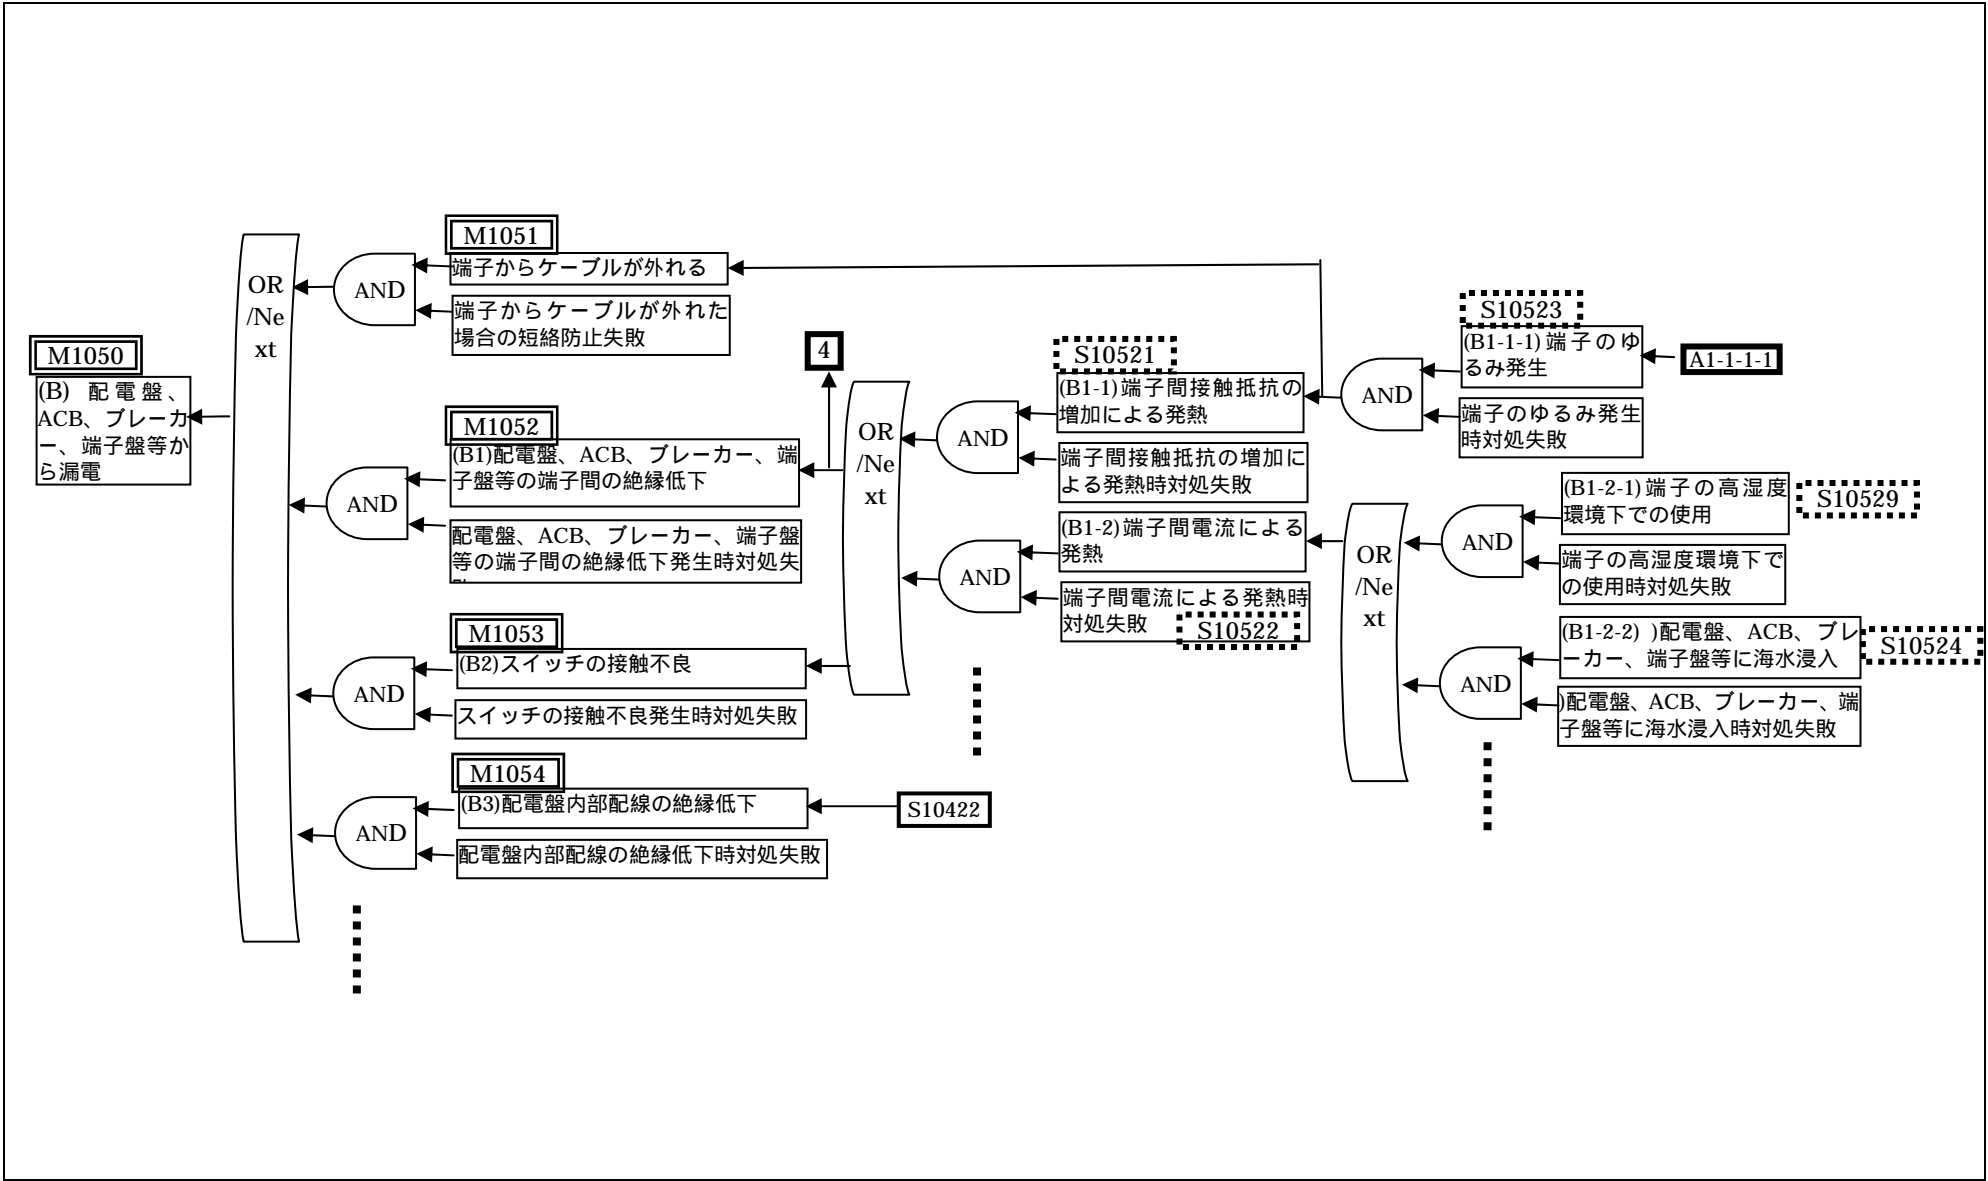 M1050
(B) 配電盤、
ACB、ブレーカ
ー、端子盤等か
ら漏電
OR
/Ne
xt
AND
M1051
端子からケーブルが外れる
端子からケーブルが外れた
場合の短絡防止失敗
AND
M1052
(B1)配電盤、ACB、ブレーカー、端
子盤等の端子間の絶縁低下
配電盤、ACB、ブレーカー、端子盤
等の端子間の絶縁低下発生時対処失
AND
M1053
(B2)スイッチの接触不良
スイッチの接触不良発生時対処失敗
AND
M1054
(B3)配電盤内部配線の絶縁低下
配電盤内部配線の絶縁低下時対処失敗
S10422
4
OR
/Ne
xt
AND
S10521
(B1-1)端子間接触抵抗の
増加による発熱
端子間接触抵抗の増加に
よる発熱時対処失敗
AND
(B1-2)端子間電流による
発熱
端子間電流による発熱時
対処失敗
S10522
AND
S10523
(B1-1-1)端子のゆ
るみ発生
端子のゆるみ発生
時対処失敗
A1-1-1-1
OR
/Ne
xt
AND
(B1-2-1)端子の高湿度
環境下での使用
S10529
端子の高湿度環境下で
の使用時対処失敗
AND
(B1-2-2) )配電盤、ACB、ブレ
ーカー、端子盤等に海水浸入
S10524
)配電盤、ACB、ブレーカー、端
子盤等に海水浸入時対処失敗